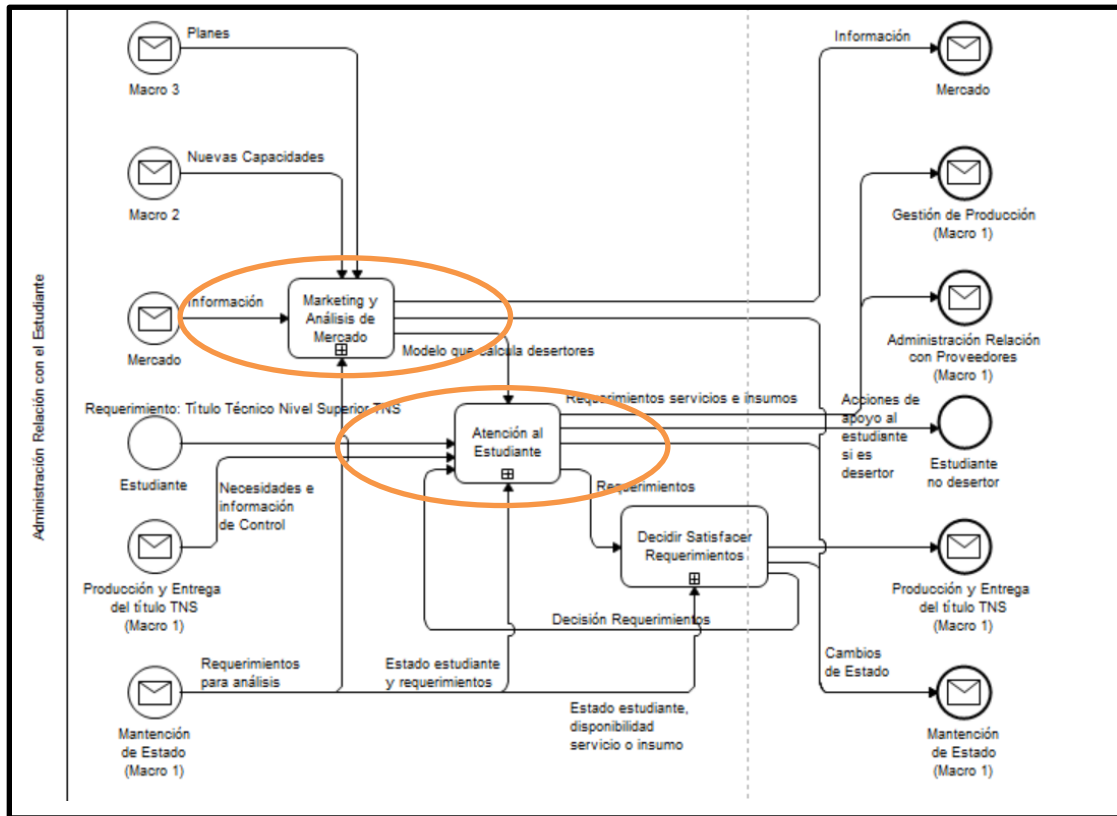 Administración Relación con el Estudiante
Planes
Macro 3
Nuevas Capacidades
Macro 2
Información
Mercado
Marketing y
Análisis de
Mercado
Modelo que calcula desertores
Requerimiento: Título Técnico Nivel Superior TNS
Estudiante
Necesidades e
información
de Control
Producción y Entrega
del título TNS
(Macro 1)
Requerimientos
para análisis
Mantención
de Estado
(Macro 1)
Atención al
Estudiante
Requerimientos servicios e insumos
Requerimientos
Decidir Satisfacer
Requerimientos
Decisión Requerimientos
Estado estudiante
y requerimientos
Estado estudiante,
disponibilidad
servicio o insumo
Información
Mercado
Gestión de Producción
(Macro 1)
Administración Relación
con Proveedores
(Macro 1)
Acciones de
apoyo al
estudiante
si es
desertor
Estudiante
no desertor
Producción y Entrega
del título TNS
(Macro 1)
Cambios
de Estado
Mantención
de Estado
(Macro 1)